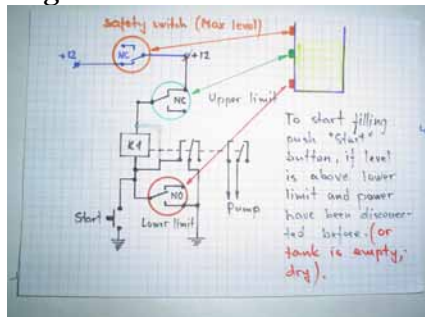 safety switch (Max level)
+12
NC
+12
NC
Upper limit
K1
NO
Start
Lower limit
Pump
To start filling
push "Start"
button, if level
is above lower
limit and power
have been disconec-
ted before. (or
tank is empty,
dry).